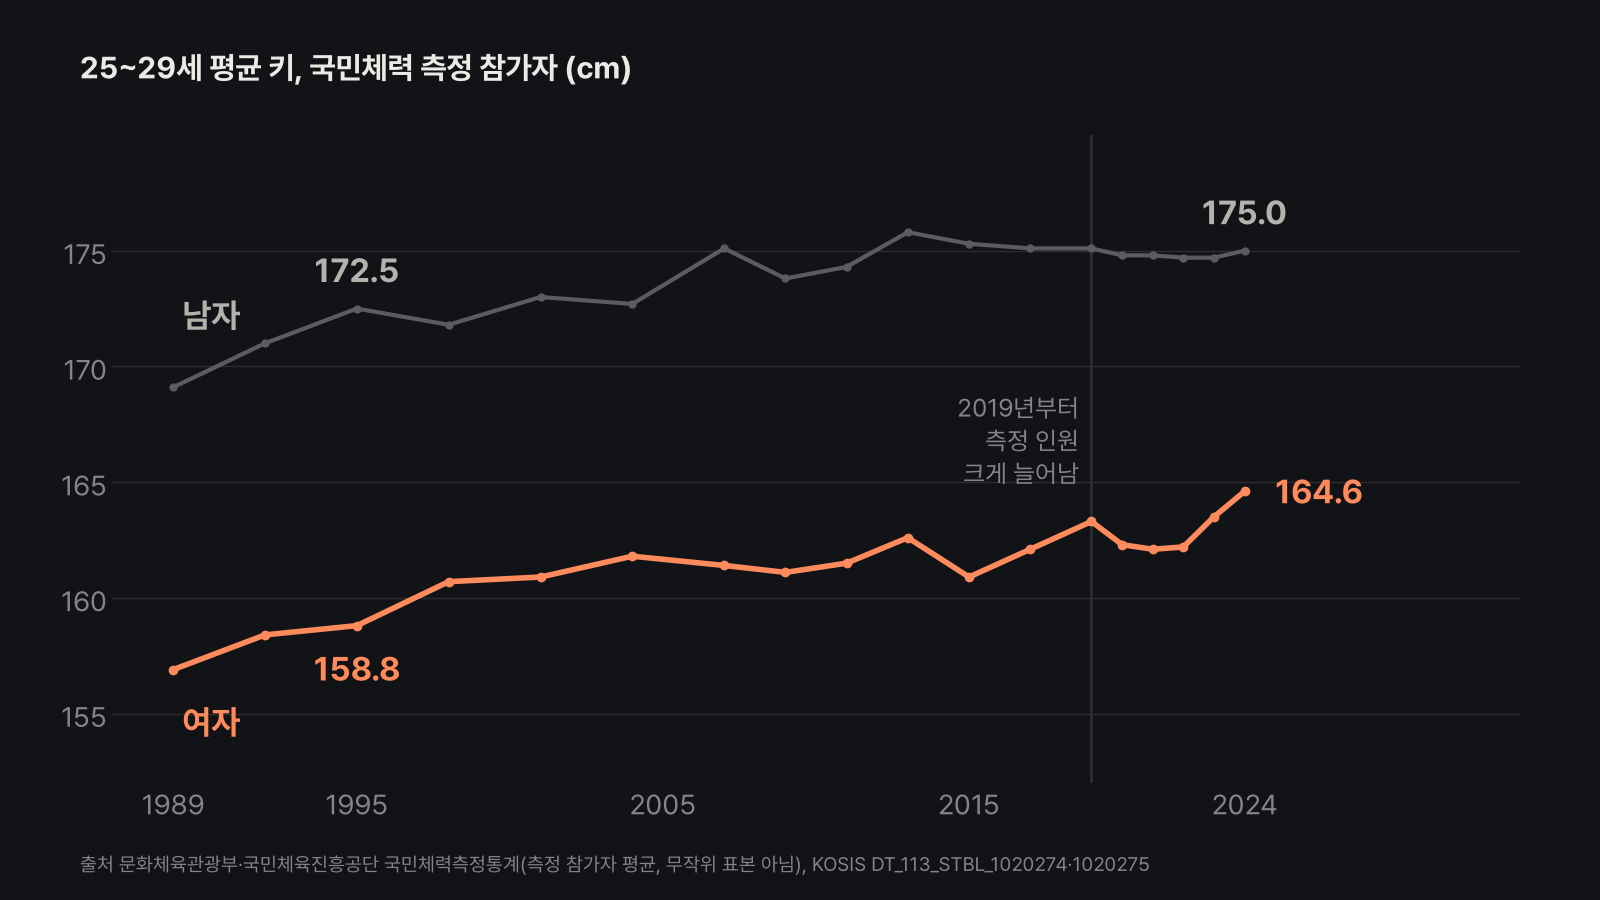 25~29세 평균 키, 국민체력 측정 참가자 (cm)
175.0
175
172.5
남자
170
2019년부터
측정 인원
크게 늘어남
165
164.6
160
158.8
155
여자
1989
1995
2005
2015
2024
출처 문화체육관광부·국민체육진흥공단 국민체력측정통계(측정 참가자 평균, 무작위 표본 아님), KOSIS DT_113_STBL_1020274·1020275